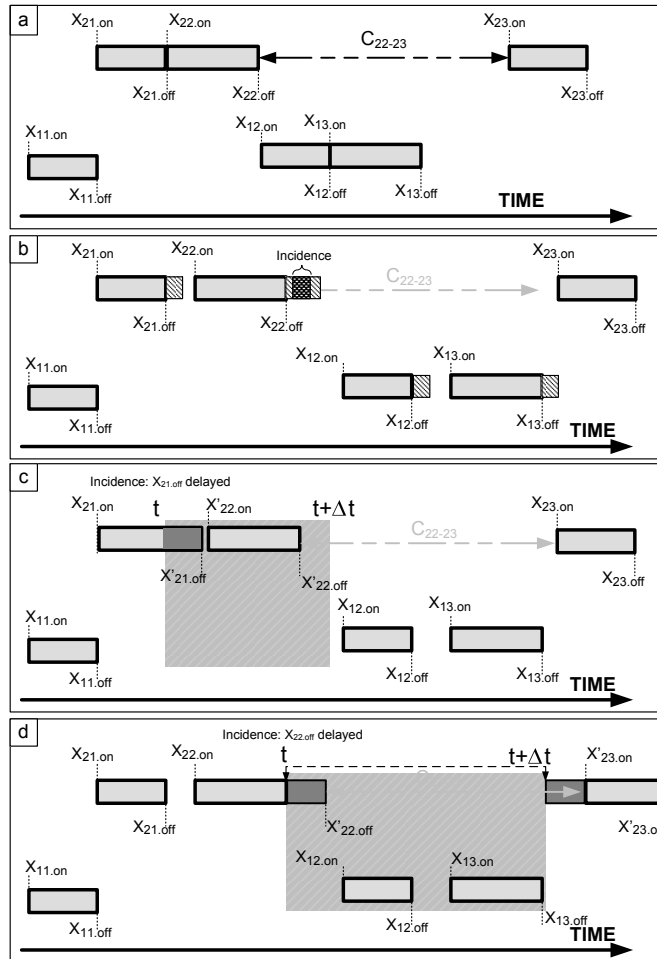 a
X21.on
X22.on
C22-23
X23.on
X21.off
X22.off
X23.off
X12.on
X13.on
X11.on
X12.off
X13.off
X11.off
TIME
b
X21.on
X22.on
Incidence
X23.on
C22-23
X21.off
X22.off
X23.off
X12.on
X13.on
X11.on
X12.off
X13.off
X11.off
TIME
c
Incidence: X21.off delayed
X21.on
t
X'22.on
t+Δt
X23.on
C22-23
X'21.off
X'22.off
X23.off
X11.on
X12.on
X13.on
X12.off
X13.off
X11.off
TIME
d
Incidence: X22.off delayed
X21.on
X22.on
t
t+Δt
X'23.on
X21.off
X'22.off
X'23.o
X12.on
X13.on
X11.on
X12.off
X13.off
X11.off
TIME